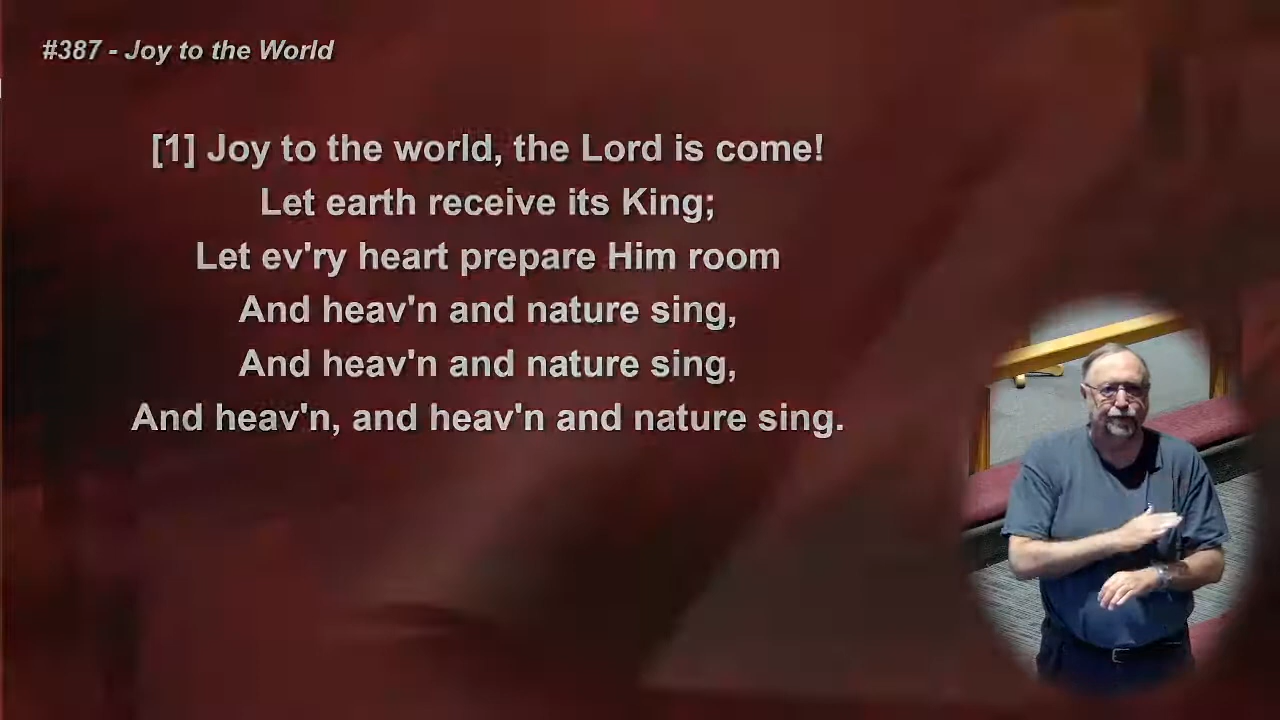 #387 - Joy to the World
[1] Joy to the world, the Lord is come!
Let earth receive its King;
Let ev'ry heart prepare Him room
And heav'n and nature sing,
And heav'n and nature sing,
And heav'n, and heav'n and nature sing.